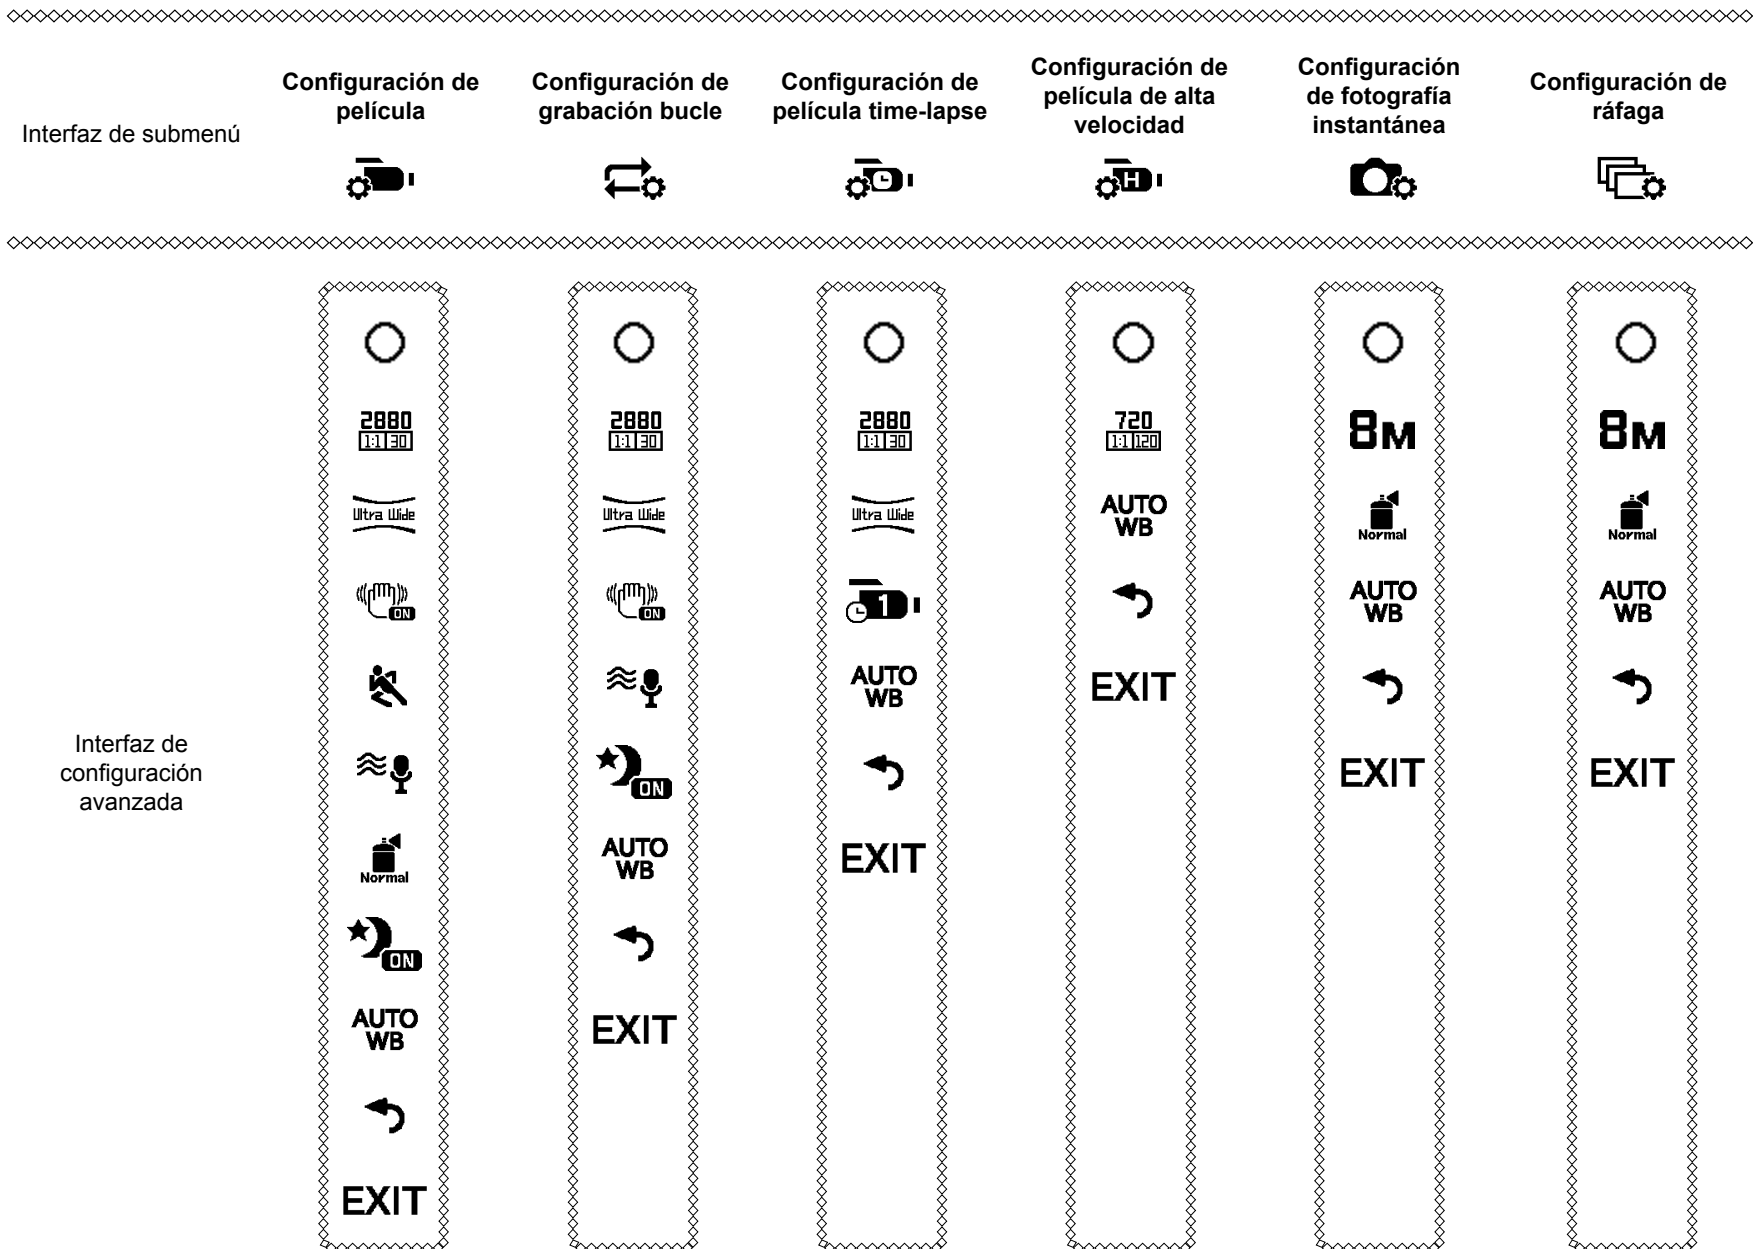 Interfaz de submenú
Configuración de
película
Configuración de
grabación bucle
Configuración de
película time-lapse
Configuración de
película de alta
velocidad
H
Configuración
de fotografía
instantánea
Configuración de
ráfaga
Interfaz de
configuración
avanzada
2880
1:1 30
Ultra Wide
ON
Normal
ON
AUTO
WB
EXIT
2880
1:1 30
Ultra Wide
ON
ON
AUTO
WB
EXIT
2880
1:1 30
Ultra Wide
1
AUTO
WB
EXIT
720
1:1 120
AUTO
WB
EXIT
8M
Normal
AUTO
WB
EXIT
8M
Normal
AUTO
WB
EXIT